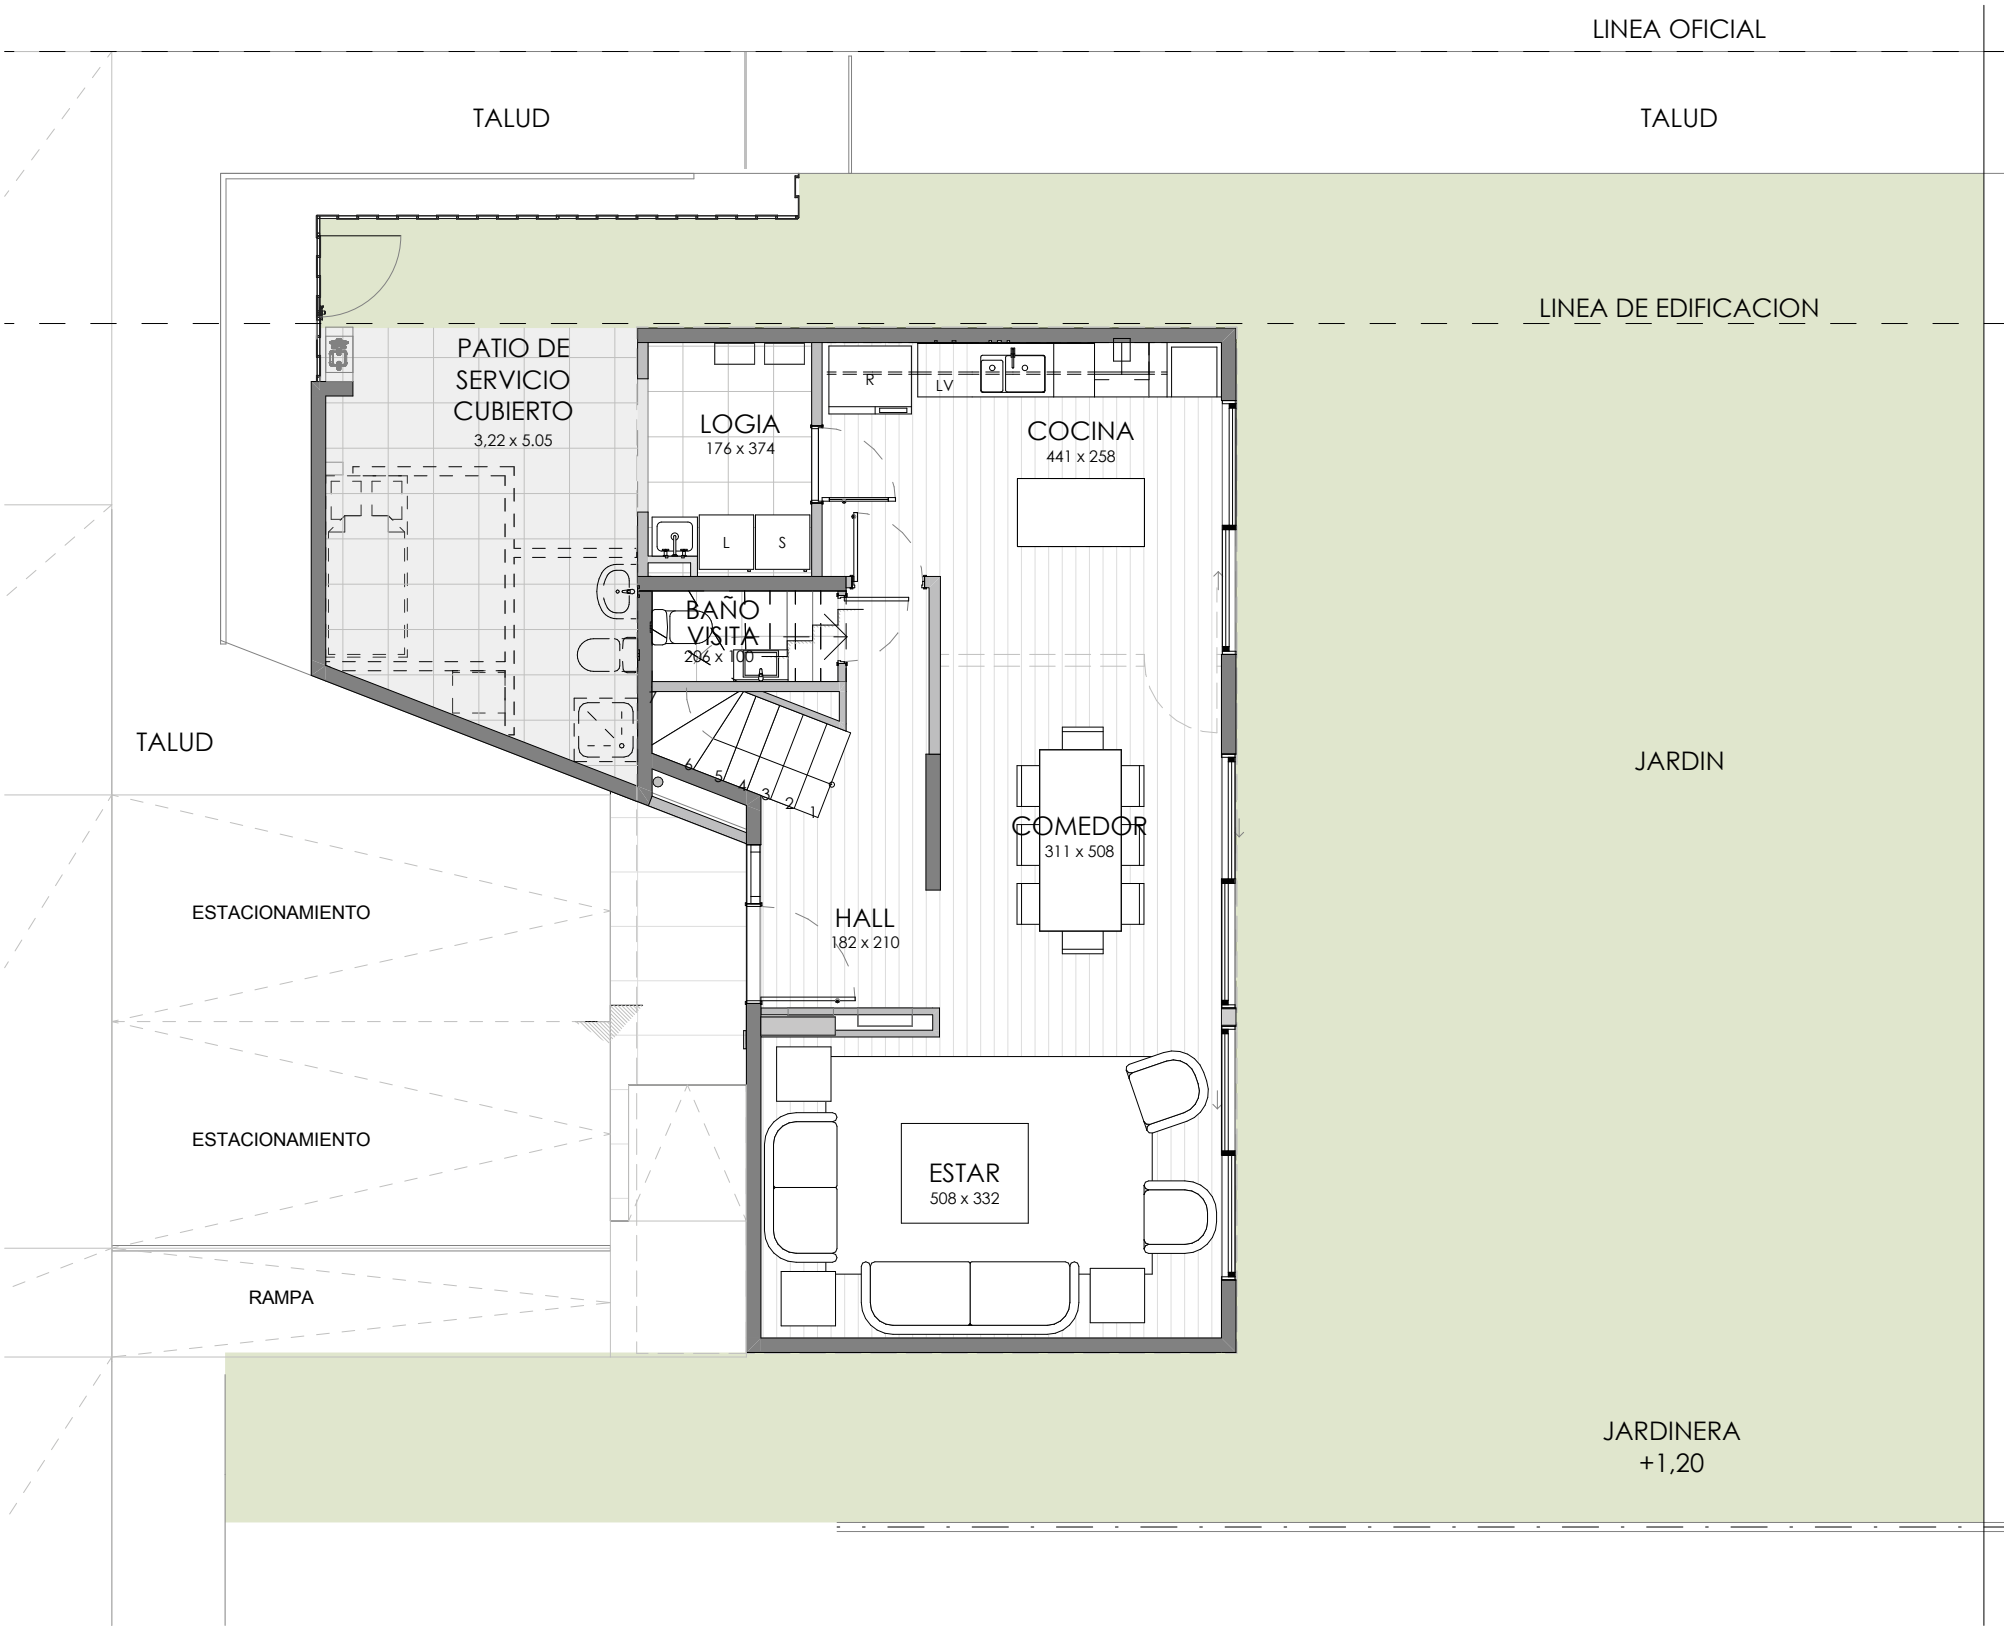 LINEA OFICIAL
TALUD
TALUD
LINEA DE EDIFICACION
PATIO DE
SERVICIO
CUBIERTO
3,22 x 5.05
LOGIA
176 x 374
R
LV
COCINA
441 x 258
L
S
BAÑO
VISITA
206 x 100
TALUD
6
5
4
3
2
1
JARDIN
COMEDOR
311 x 508
ESTACIONAMIENTO
HALL
182 x 210
ESTACIONAMIENTO
ESTAR
508 x 332
RAMPA
JARDINERA
+1,20